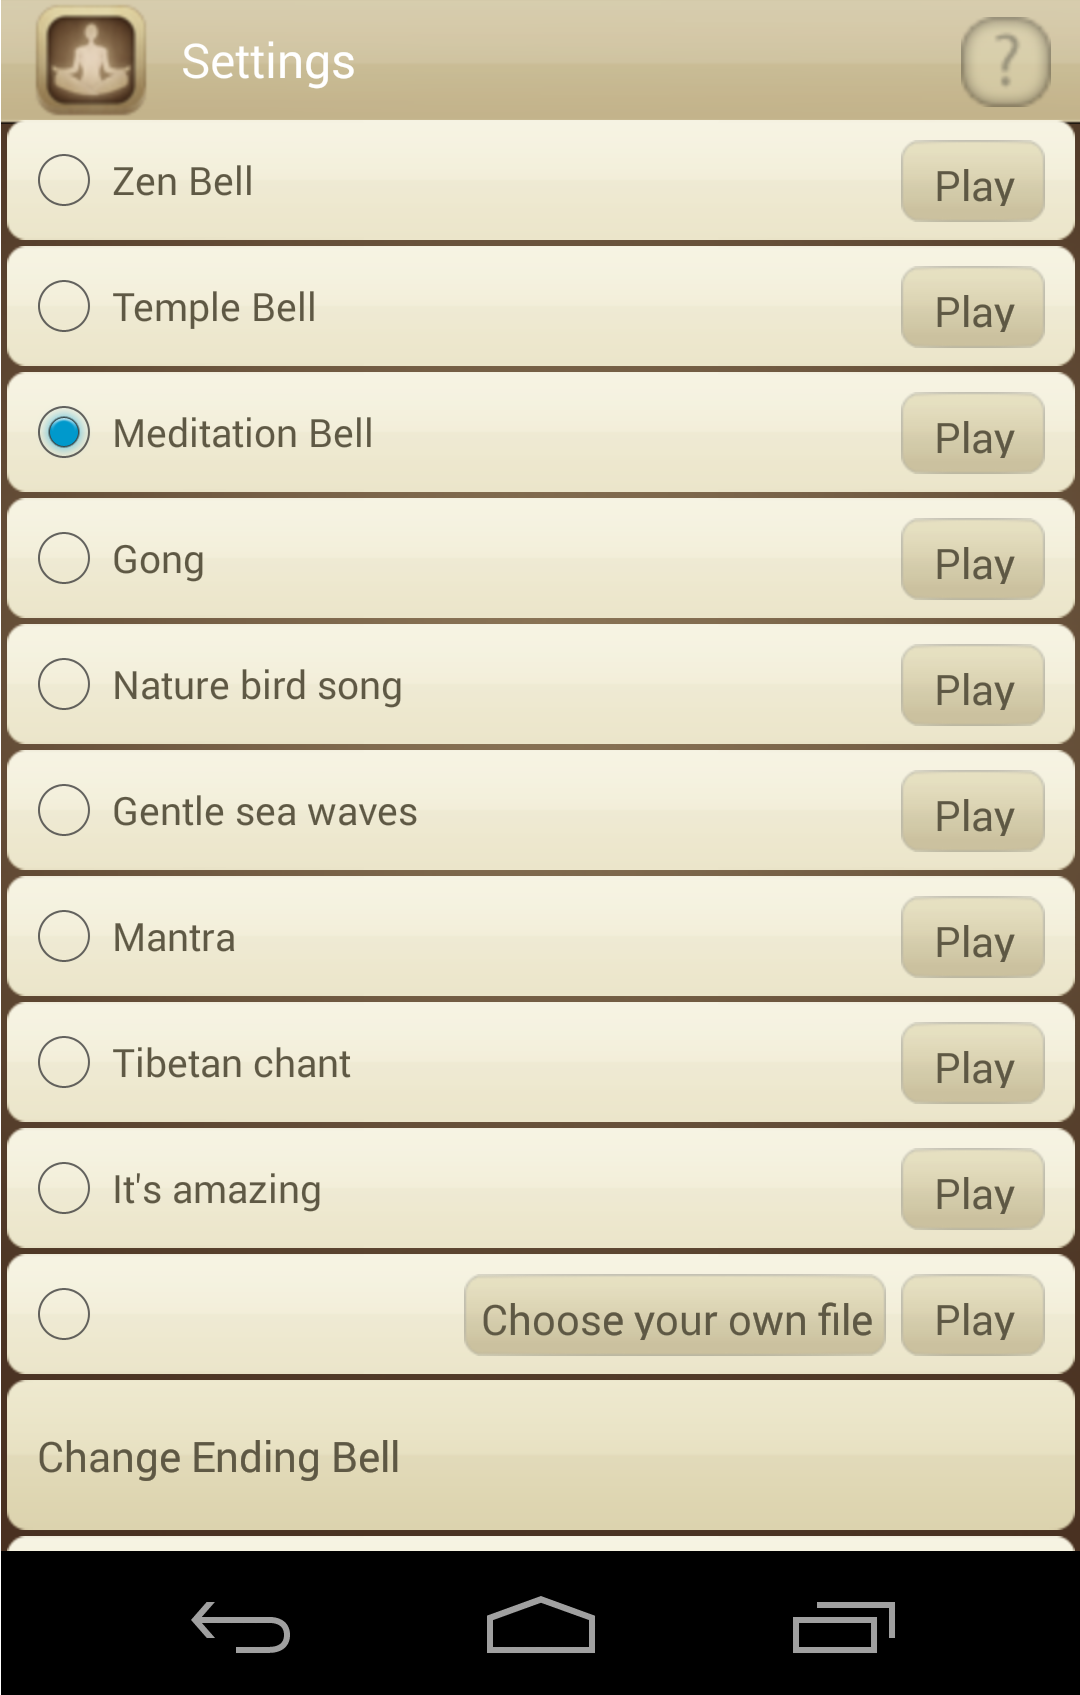 Settings
?
Zen Bell Play
Temple Bell Play
Meditation Bell Play
Gong Play
Nature bird song Play
Gentle sea waves Play
Mantra Play
Tibetan chant Play
It's amazing Play
Choose your own file Play
Change Ending Bell